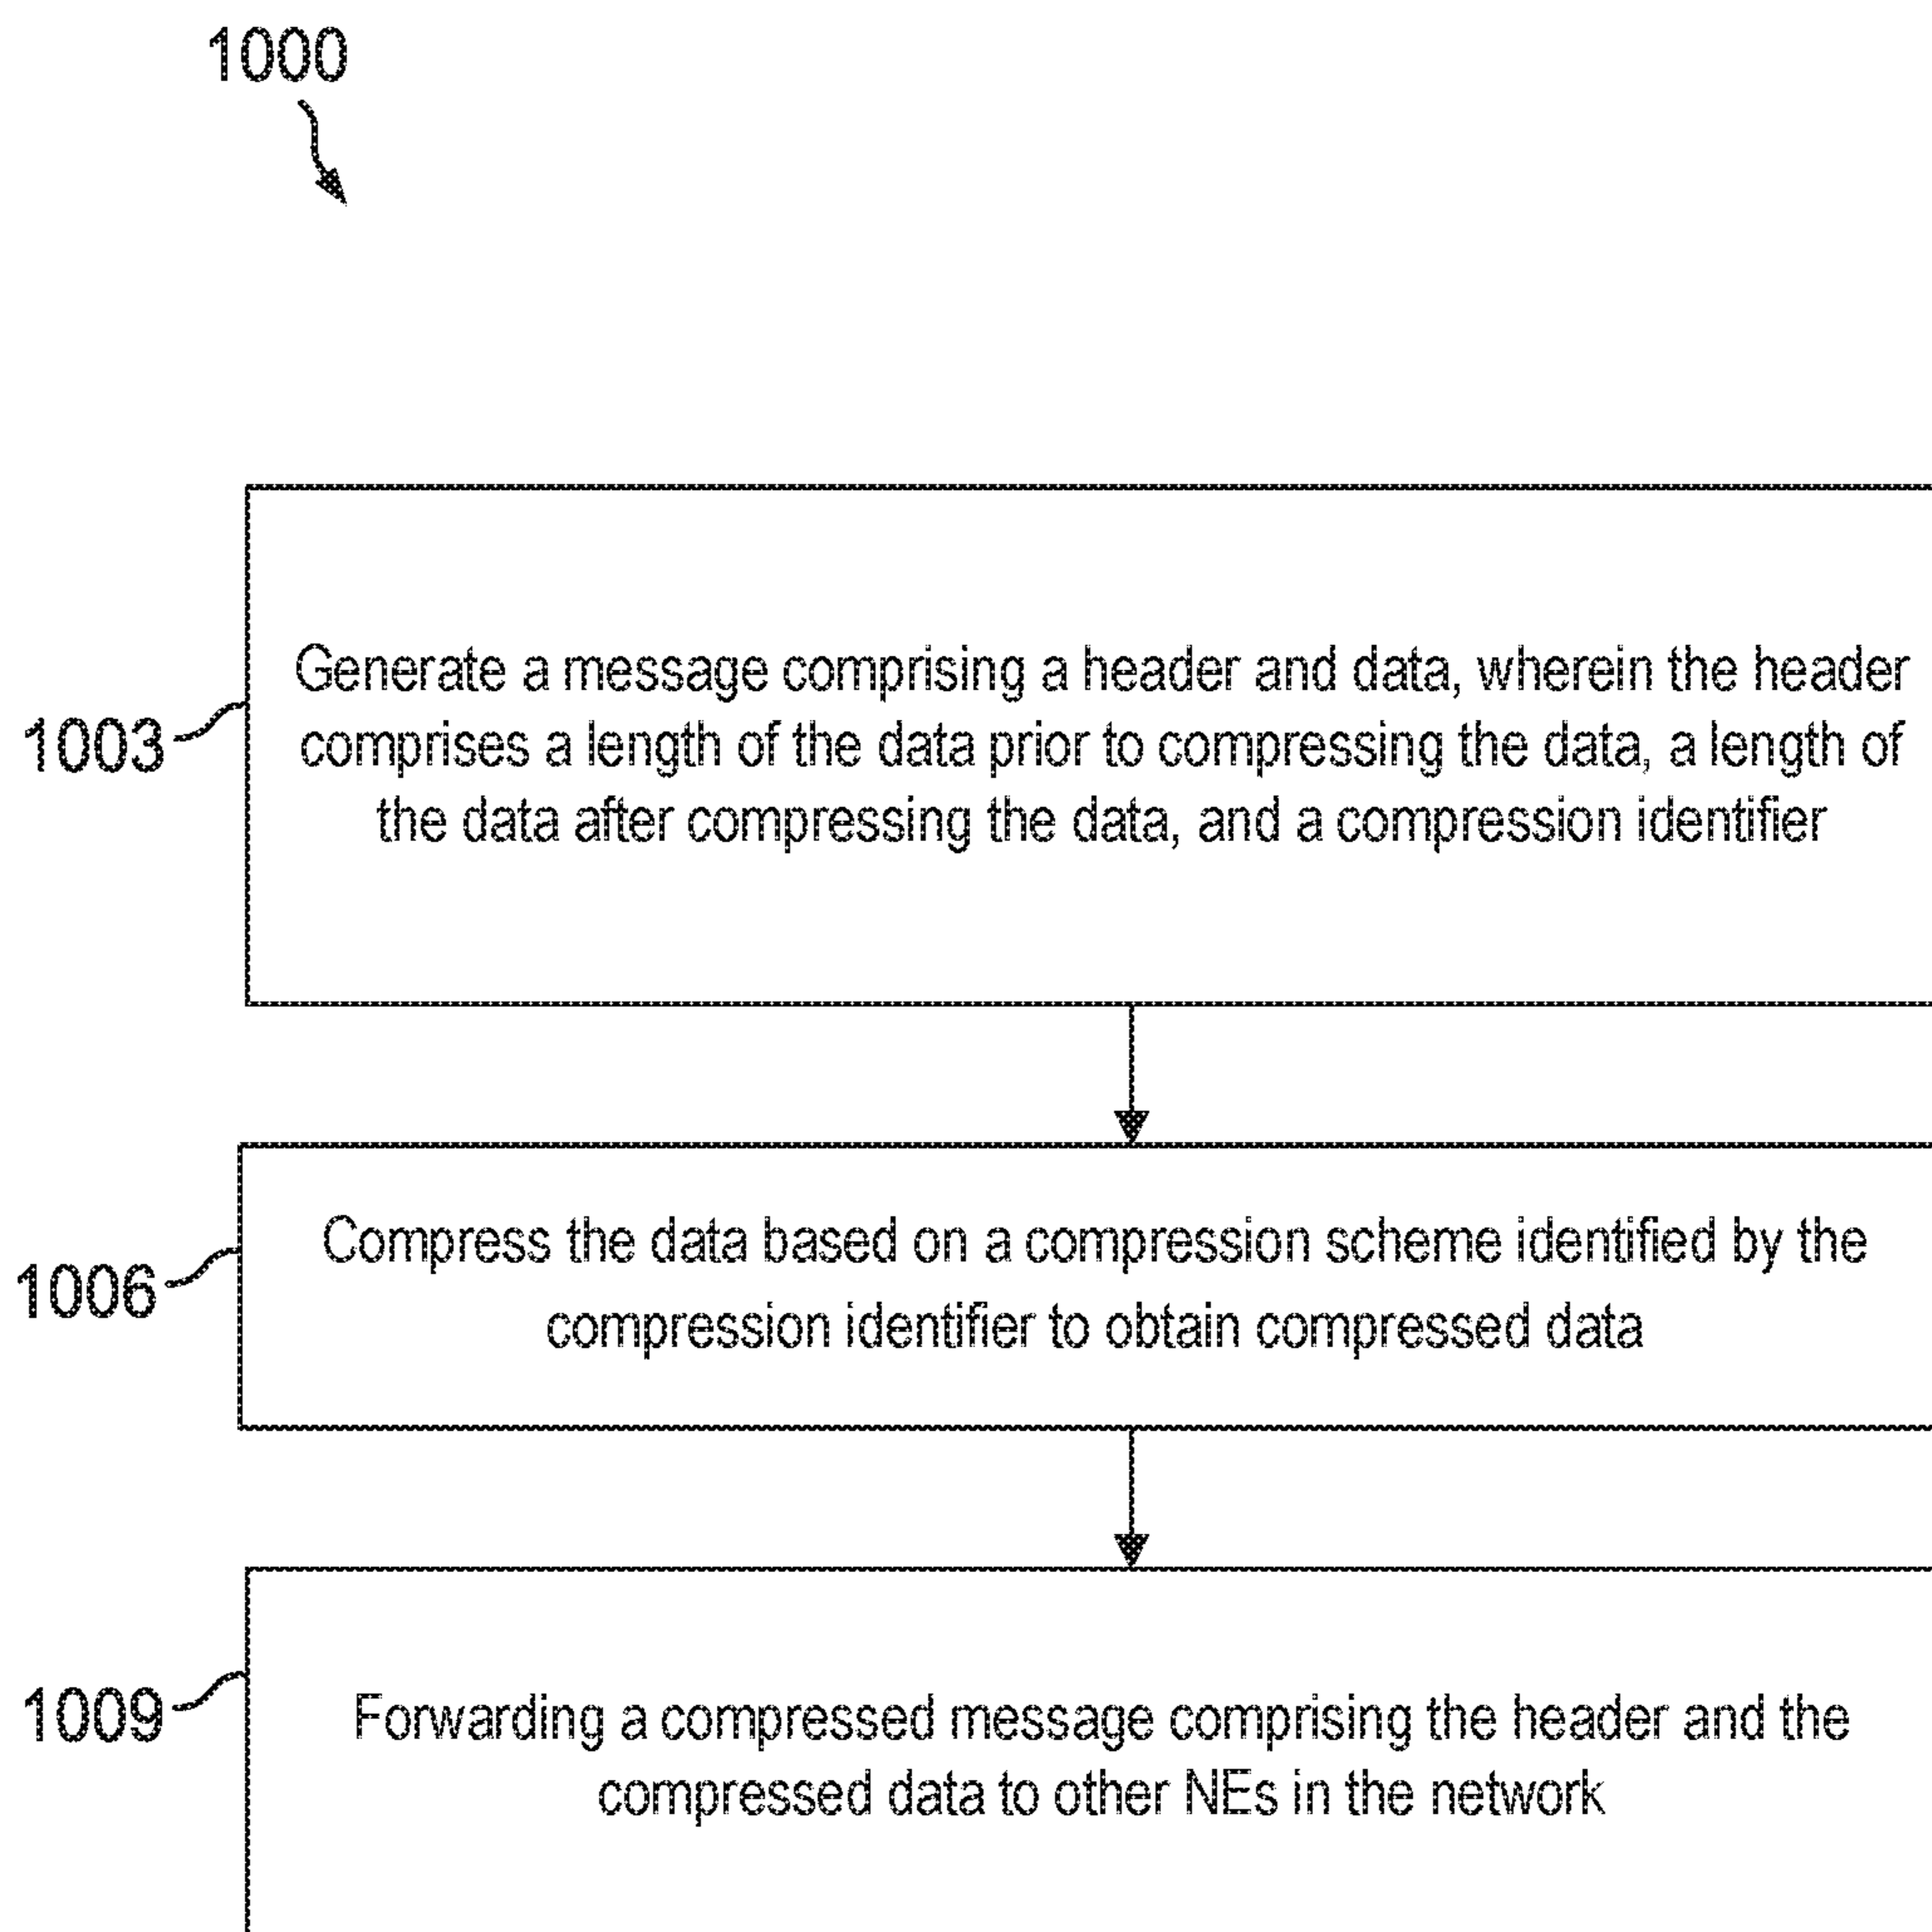 1000
1003
Generate a message comprising a header and data, wherein the header
comprises a length of the data prior to compressing the data, a length of
the data after compressing the data, and a compression identifier
1006
Compress the data based on a compression scheme identified by the
compression identifier to obtain compressed data
1009
Forwarding a compressed message comprising the header and the
compressed data to other NEs in the network